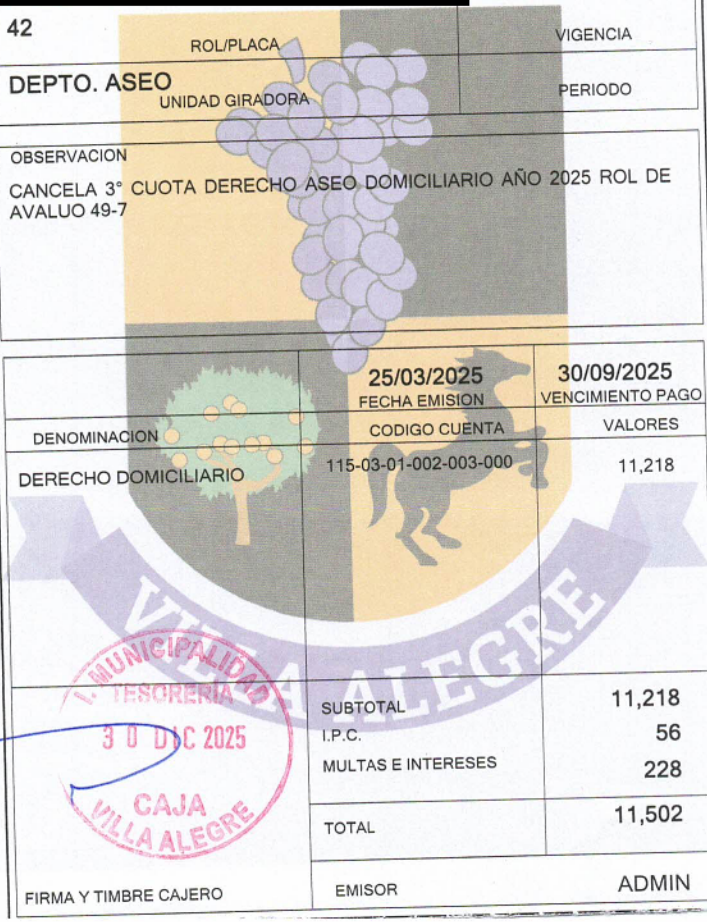 42
ROL/PLACA
VIGENCIA
DEPTO. ASEO
UNIDAD GIRADORA
PERIODO
OBSERVACION
CANCELA 3° CUOTA DERECHO ASEO DOMICILIARIO AÑO 2025 ROL DE
AVALUO 49-7
25/03/2025 30/09/2025
FECHA EMISION VENCIMIENTO PAGO
DENOMINACION CODIGO CUENTA VALORES
DERECHO DOMICILIARIO 115-03-01-002-003-000 11,218
VILLA ALEGRE
I. MUNICIPALIDAD
TESORERIA
30 DIC 2025
CAJA
VILLA ALEGRE
SUBTOTAL 11,218
I.P.C. 56
MULTAS E INTERESES 228
TOTAL 11,502
FIRMA Y TIMBRE CAJERO
EMISOR ADMIN